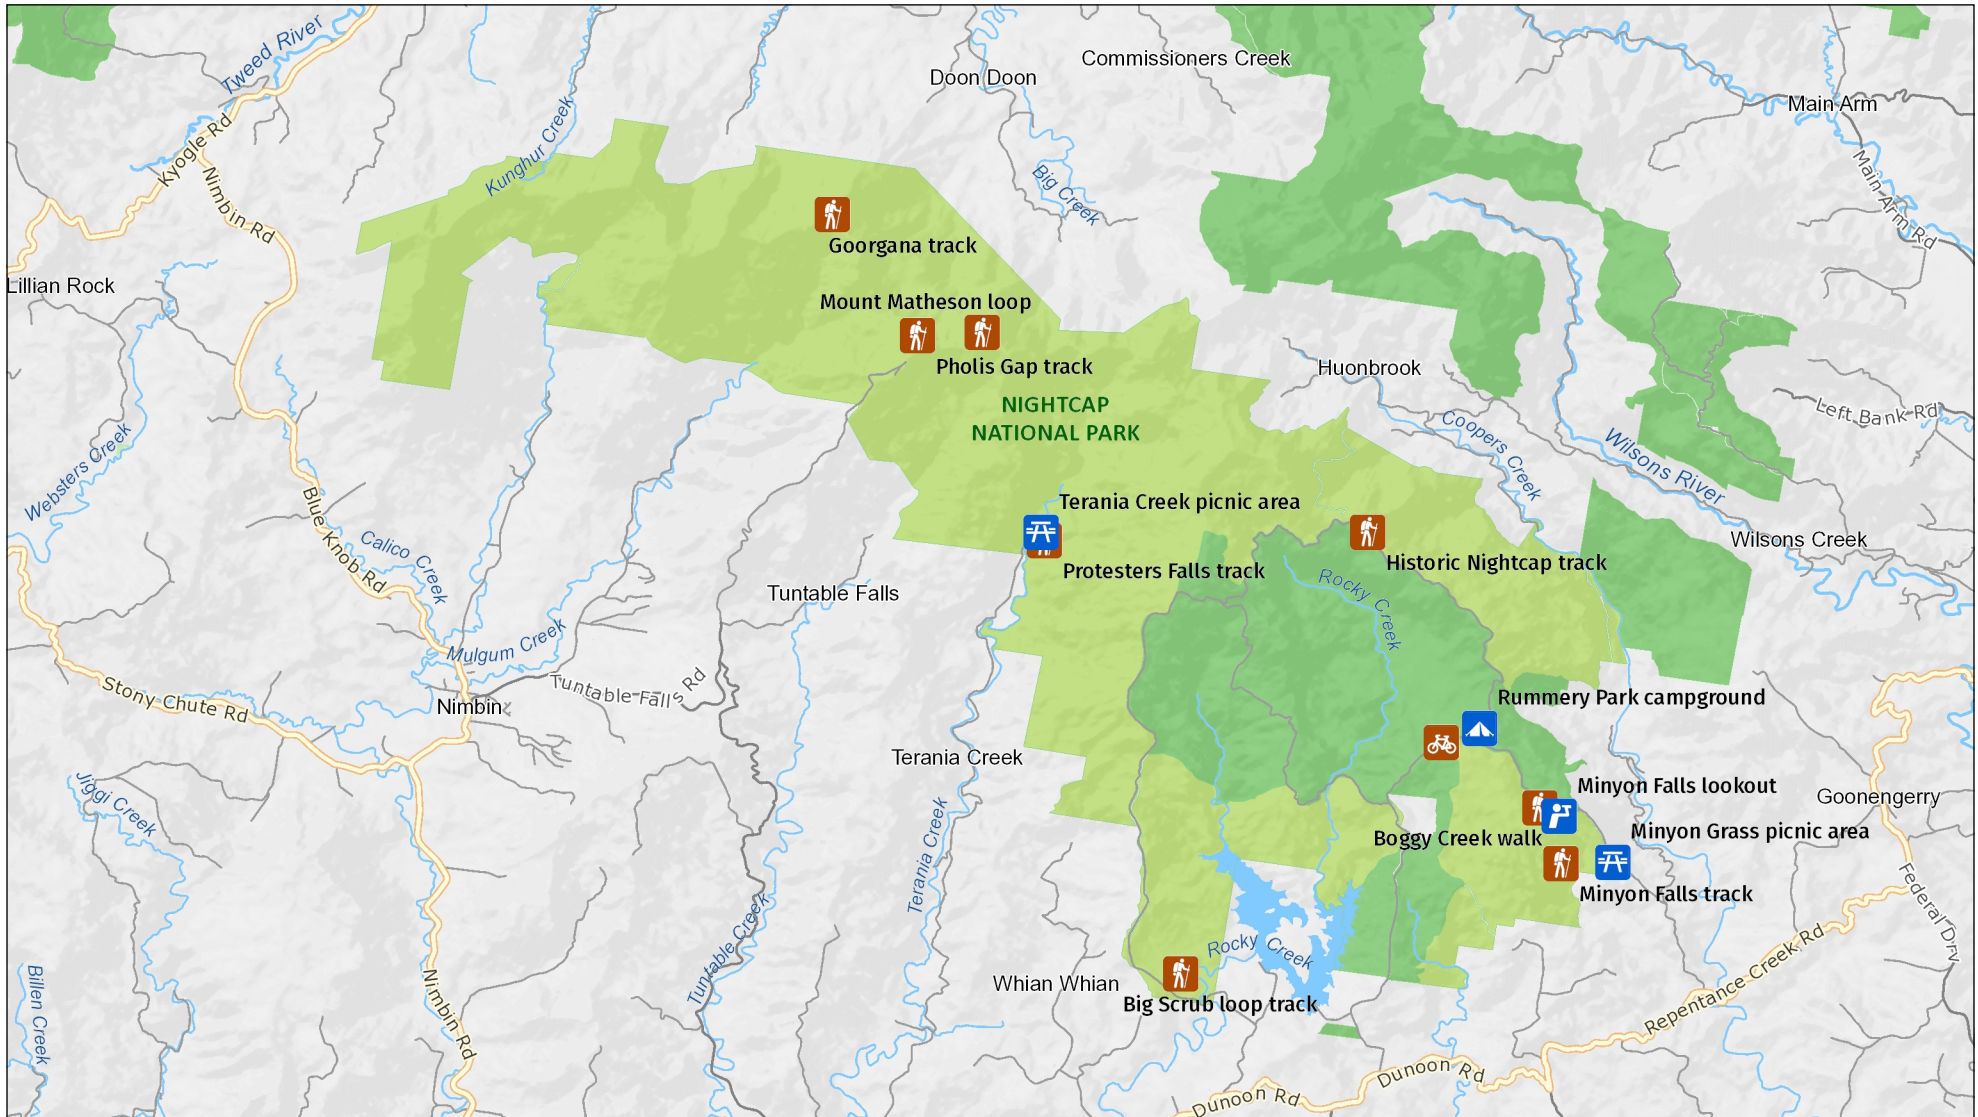 Tweed River
Commissioners Creek
Doon Doon
Main Arm
Kyogle Rd
Kunghur Creek
Main Arm Rd
Nimbin Rd
Big Creek
Goorgana track
Lillian Rock
Mount Matheson loop
Pholis Gap track
Huonbrook
NIGHTCAP
NATIONAL PARK
Left Bank Rd
Coopers Creek
Wilsons River
Websters Creek
Terania Creek picnic area
Blue Knob Rd
Calico Creek
Wilsons Creek
Historic Nightcap track
Protesters Falls track
Rocky Creek
Tuntable Falls
Mulgum Creek
Tuntable Falls Rd
Stony Chute Rd
Nimbin
Rummery Park campground
Terania Creek
Jiggi Creek
Minyon Falls lookout
Goonengerry
Minyon Grass picnic area
Boggy Creek walk
Terania Creek
Minyon Falls track
Federal Drv
Tuntable Creek
Rocky Creek
Repentance Creek Rd
Whian Whian
Big Scrub loop track
Billen Creek
Nimbin Rd
Dunoon Rd
Dunoon Rd